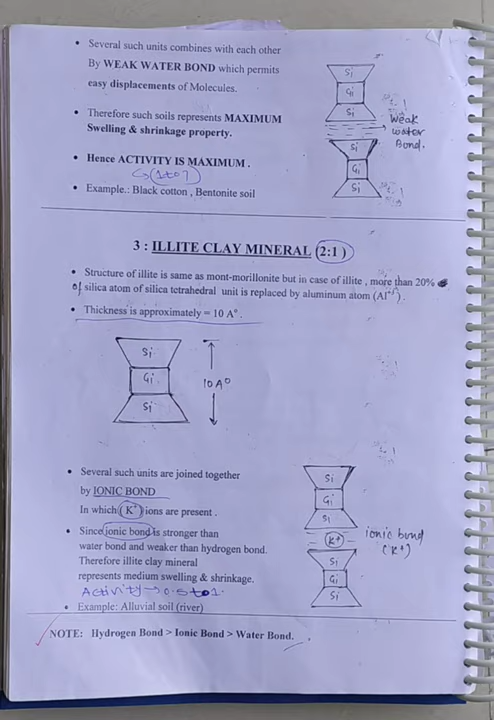 • Several such units combines with each other
By WEAK WATER BOND which permits
easy displacements of Molecules.
Si
Gi
Si
Weak
water
Bond.
Si
Gi
Si
• Therefore such soils represents MAXIMUM
Swelling & shrinkage property.
• Hence ACTIVITY IS MAXIMUM.
(1 to 7)
• Example.: Black cotton , Bentonite soil
3 : ILLITE CLAY MINERAL (2:1 )
• Structure of illite is same as mont-morillonite but in case of illite , more than 20%
of silica atom of silica tetrahedral unit is replaced by aluminum atom (Al⁺³).
• Thickness is approximately = 10 A°.
Si
Gi
Si
10 A°
• Several such units are joined together
by IONIC BOND
In which (K⁺) ions are present .
• Since ionic bond is stronger than
water bond and weaker than hydrogen bond.
Therefore illite clay mineral
represents medium swelling & shrinkage.
Activity → 0.5 to 1.
• Example: Alluvial soil (river)
Si
Gi
Si
K+
ionic bond
(K+)
Si
Gi
Si
NOTE: Hydrogen Bond > Ionic Bond > Water Bond.